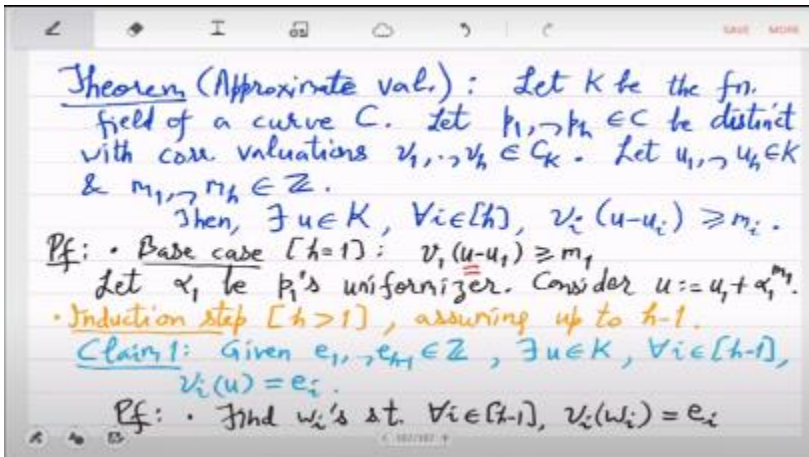 SAVE MORE
Theorem (Approximate val.): Let K be the fn.
field of a curve C. Let p₁,..,pₕ ∈ C be distinct
with corr. valuations v₁,..,vₕ ∈ C_K. Let u₁,..,uₕ ∈ K
& m₁,..,mₕ ∈ ℤ.
Then, ∃u∈K, ∀i∈[h], vᵢ(u-uᵢ) ≥ mᵢ.
Pf: • Base case [h=1]: v₁(u-u₁) ≥ m₁
Let α₁ be p₁'s uniformizer. Consider u := u₁ + α₁^m₁.
• Induction step [h>1], assuming up to h-1.
Claim 1: Given e₁,..,eₕ₋₁ ∈ ℤ, ∃u∈K, ∀i∈[h-1],
vᵢ(u) = eᵢ.
Pf: • Find wᵢ's s.t. ∀i∈[h-1], vᵢ(wᵢ) = eᵢ